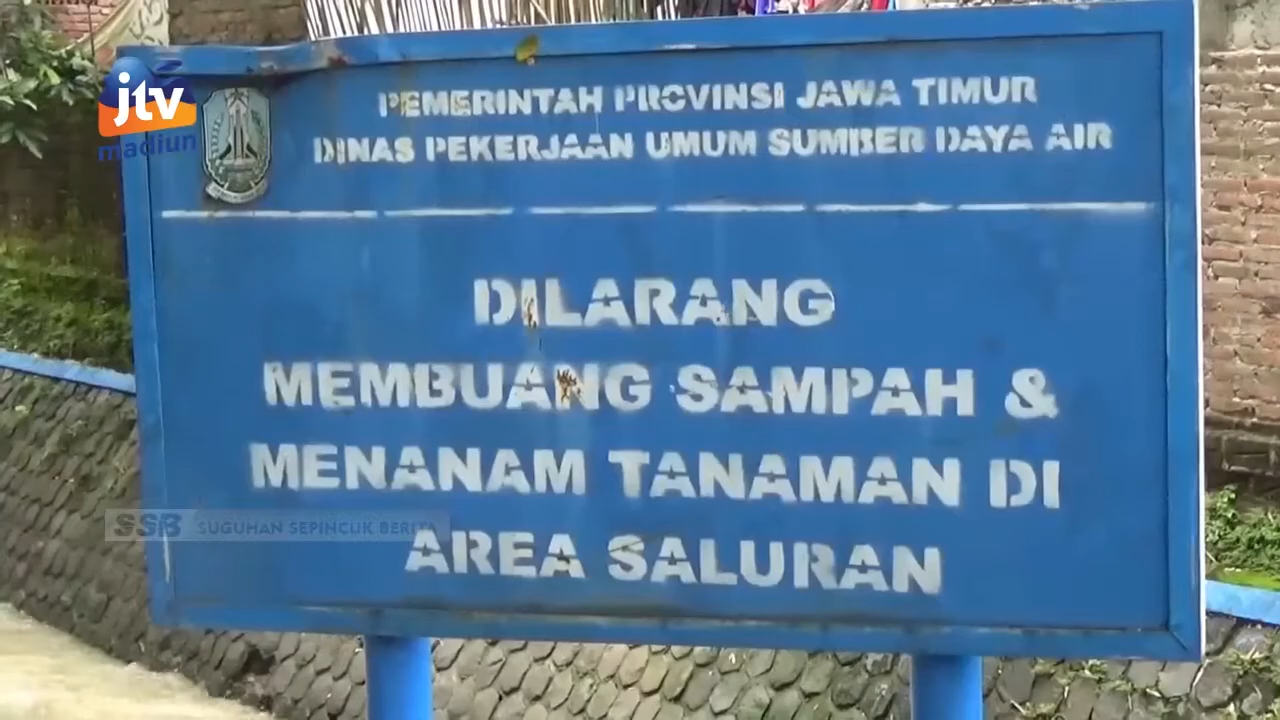 jtv
madiun
PEMERINTAH PROVINSI JAWA TIMUR
DINAS PEKERJAAN UMUM SUMBER DAYA AIR
DILARANG
MEMBUANG SAMPAH &
MENANAM TANAMAN DI
AREA SALURAN
SSB SUGUHAN SEPINCUK BERITA